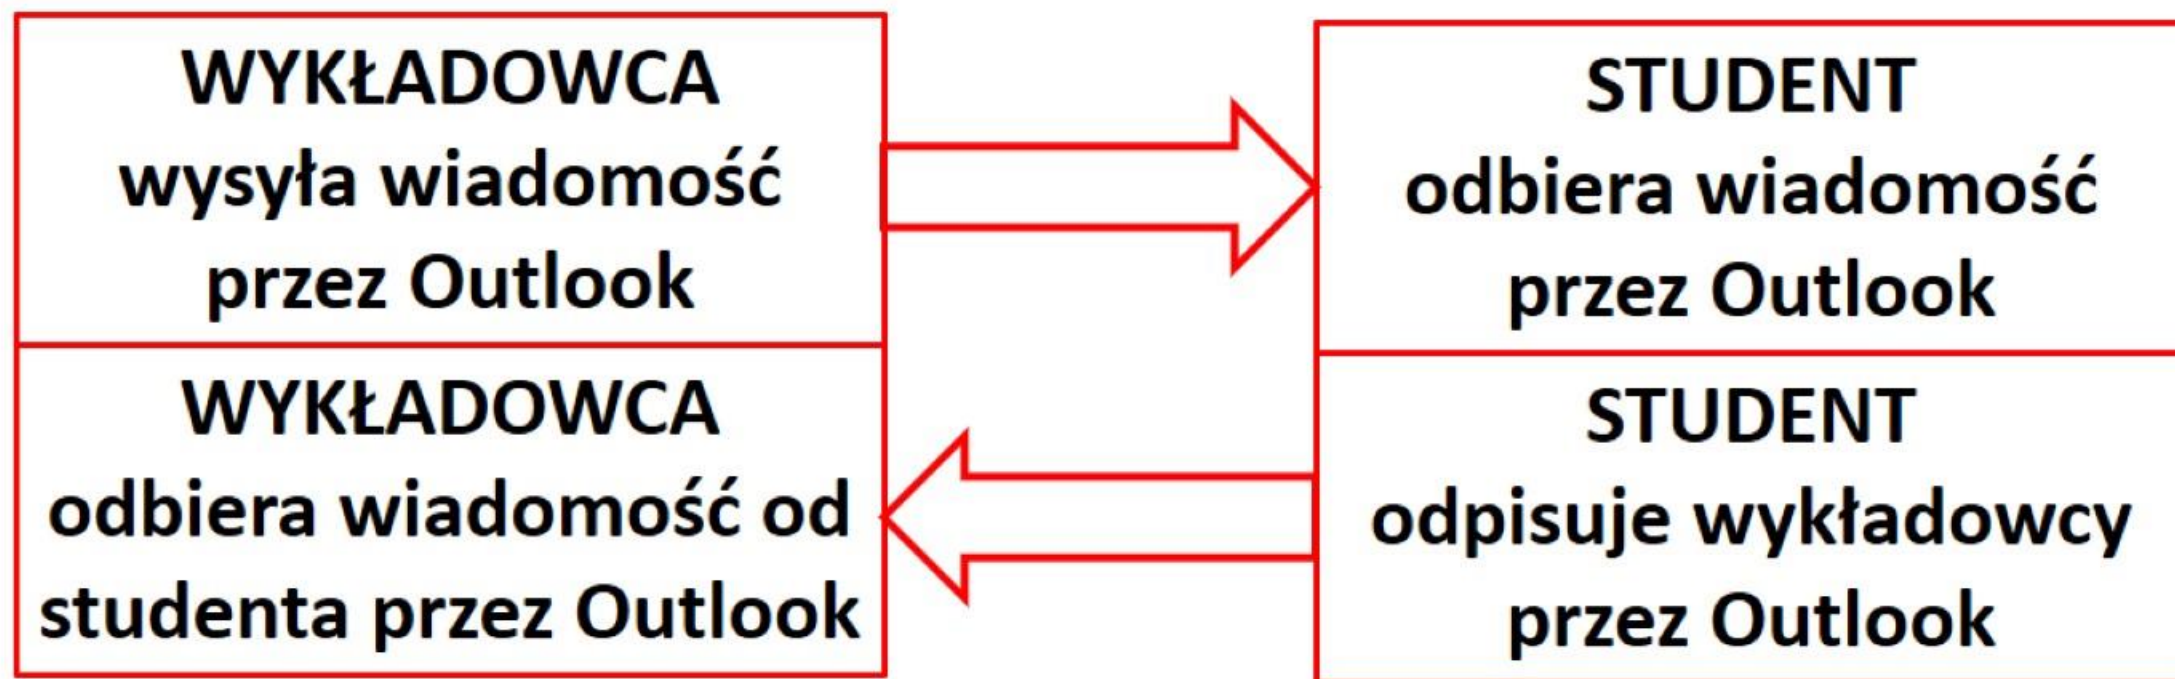 WYKŁADOWCA
wysyła wiadomość
przez Outlook
STUDENT
odbiera wiadomość
przez Outlook
WYKŁADOWCA
odbiera wiadomość od
studenta przez Outlook
STUDENT
odpisuje wykładowcy
przez Outlook